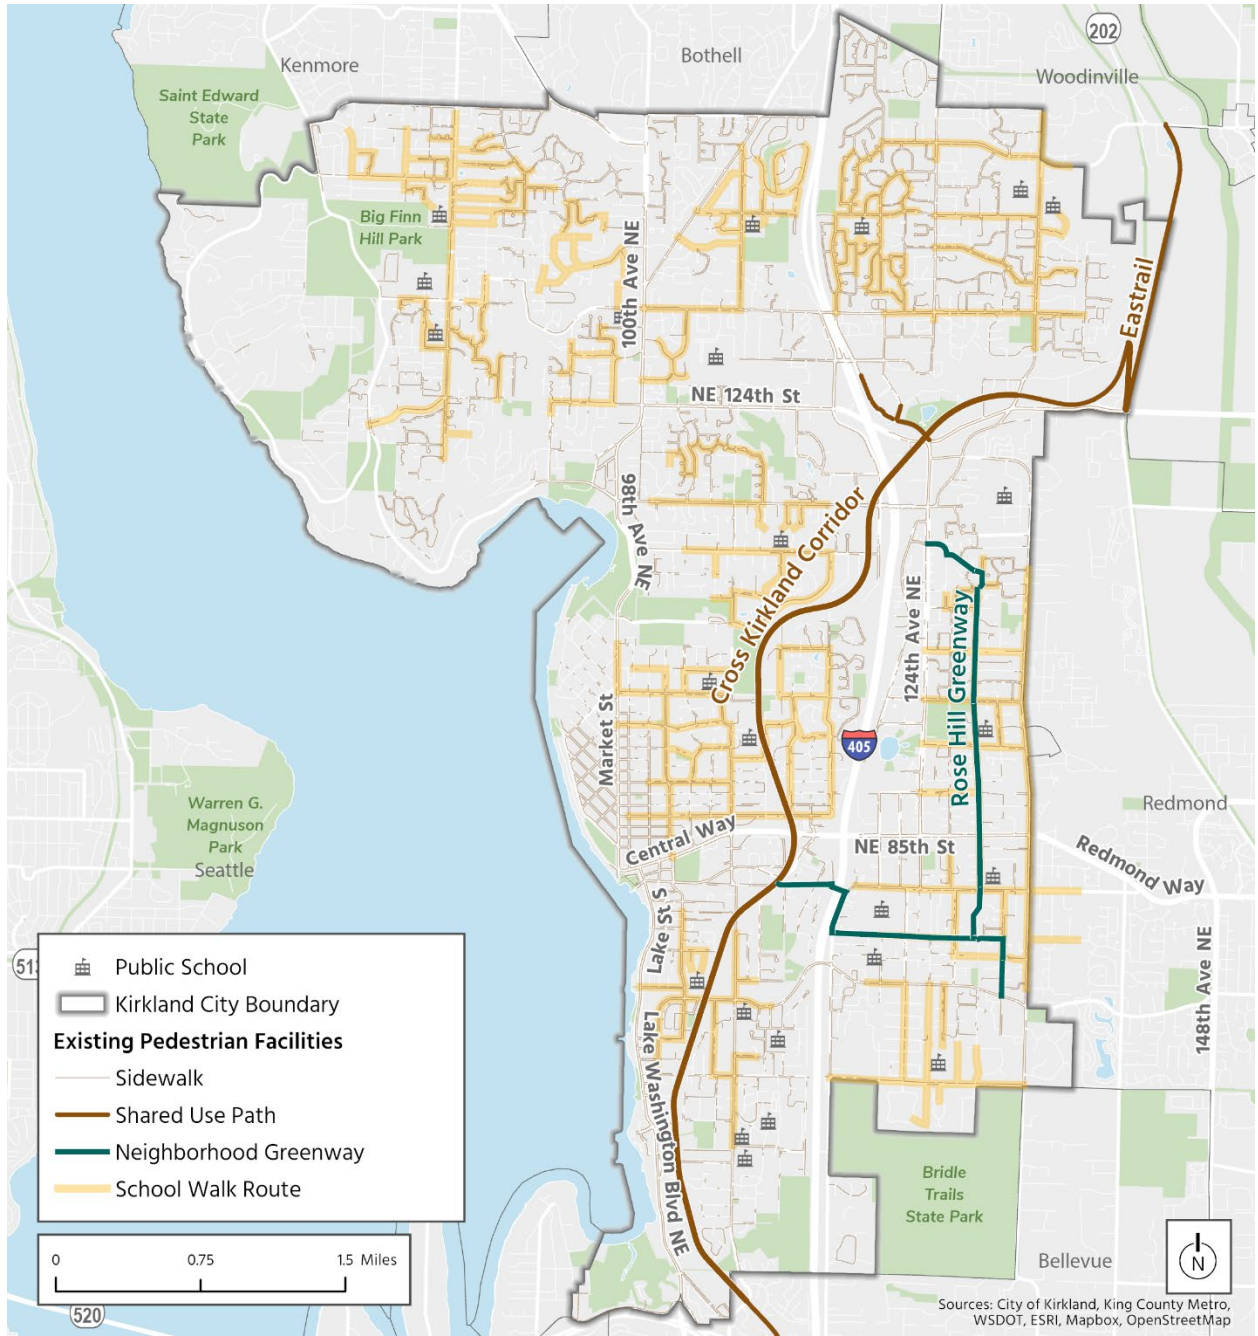 202
Kenmore
Bothell
Woodinville
Saint Edward
State
Park
Big Finn
Hill Park
100th Ave NE
Eastrail
NE 124th St
98th Ave NE
Cross Kirkland Corridor
124th Ave NE
Rose Hill Greenway
Market St
405
Warren G.
Magnuson
Park
Seattle
Redmond
Central Way
NE 85th St
Redmond Way
Lake St S
513
148th Ave NE
Lake Washington Blvd NE
Public School
Kirkland City Boundary
Existing Pedestrian Facilities
Sidewalk
Shared Use Path
Neighborhood Greenway
School Walk Route
Bridle
Trails
State Park
0 0.75 1.5 Miles
Bellevue
N
520
Sources: City of Kirkland, King County Metro,
WSDOT, ESRI, Mapbox, OpenStreetMap